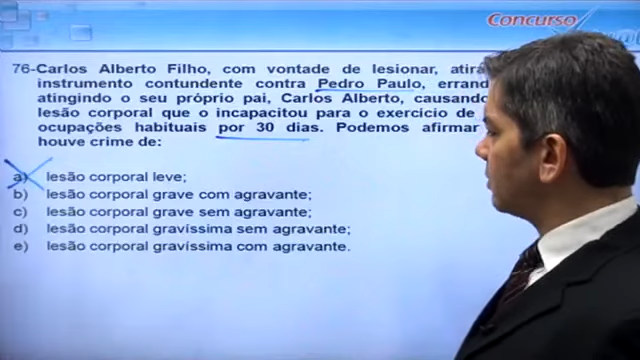 Concurso
76-Carlos Alberto Filho, com vontade de lesionar, atira
instrumento contundente contra Pedro Paulo, errand
atingindo o seu próprio pai, Carlos Alberto, causando
lesão corporal que o incapacitou para o exercício de
ocupações habituais por 30 dias. Podemos afirmar
houve crime de:
a) lesão corporal leve;
b) lesão corporal grave com agravante;
c) lesão corporal grave sem agravante;
d) lesão corporal gravíssima sem agravante;
e) lesão corporal gravíssima com agravante.